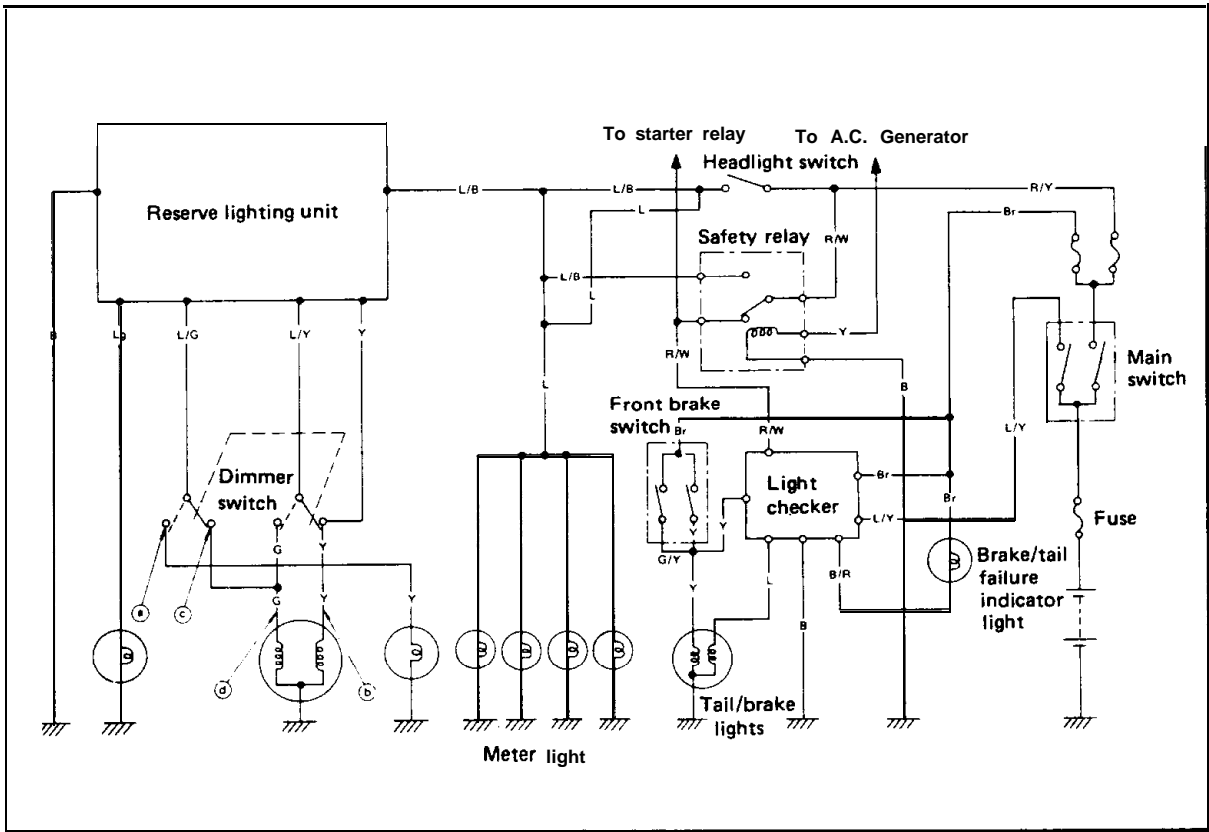 To starter relay
To A.C. Generator
Headlight switch
L/B
L/B
R/Y
Reserve lighting unit
L
Br
Safety relay
R/W
L/B
L
B
L/G
L/Y
Y
Y
R/W
Main
switch
L
B
Front brake
switch
Br
R/W
L/Y
Dimmer
switch
Light
checker
Br
Br
Y
Y
L/Y
Fuse
G
Y
G/Y
Brake/tail
failure
indicator
light
L
B/R
Y
G
Y
Y
a
c
B
d
b
Tail/brake
lights
Meter light